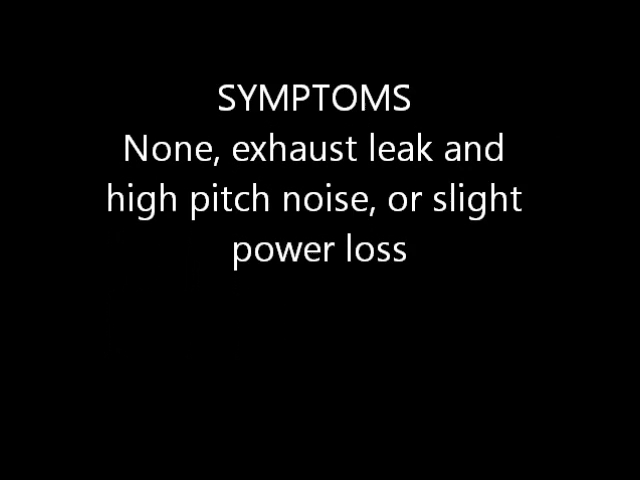 SYMPTOMS
None, exhaust leak and
high pitch noise, or slight
power loss